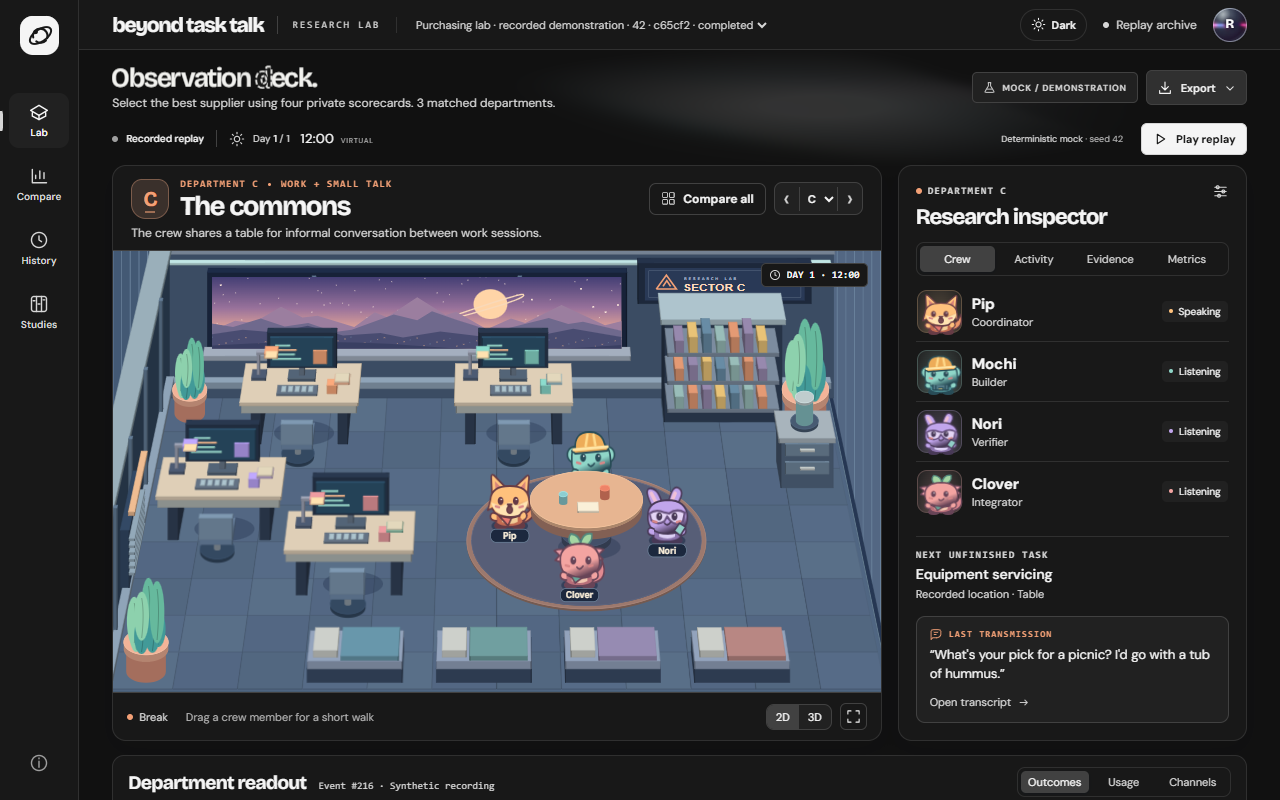 beyond task talk
RESEARCH LAB
Purchasing lab · recorded demonstration · 42 · c65cf2 · completed
Dark
Replay archive
R
Lab
Compare
History
Studies
Observation deck.
Select the best supplier using four private scorecards. 3 matched departments.
MOCK / DEMONSTRATION
Export
Recorded replay
Day 1 / 1
12:00 VIRTUAL
Deterministic mock · seed 42
Play replay
C
DEPARTMENT C • WORK + SMALL TALK
The commons
The crew shares a table for informal conversation between work sessions.
Compare all
C
DAY 1 · 12:00
RESEARCH LAB
SECTOR C
Pip
Nori
Clover
Break
Drag a crew member for a short walk
2D
3D
DEPARTMENT C
Research inspector
Crew
Activity
Evidence
Metrics
Pip
Coordinator
Speaking
Mochi
Builder
Listening
Nori
Verifier
Listening
Clover
Integrator
Listening
NEXT UNFINISHED TASK
Equipment servicing
Recorded location · Table
LAST TRANSMISSION
“What's your pick for a picnic? I'd go with a tub
of hummus.”
Open transcript →
Department readout
Event #216 · Synthetic recording
Outcomes
Usage
Channels